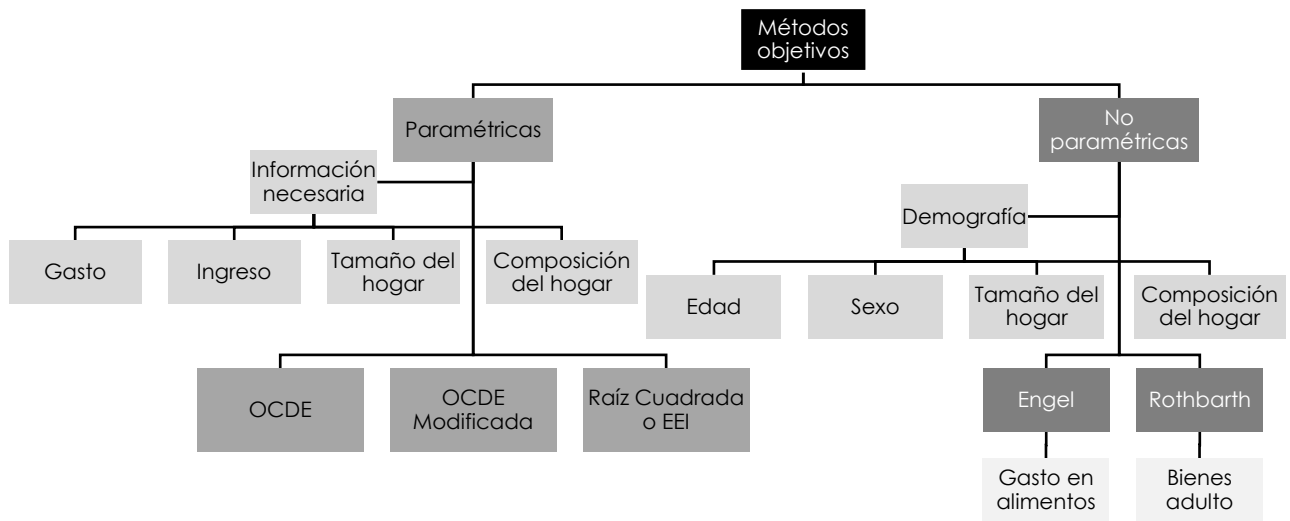 Métodos
objetivos
Paramétricas
No
paramétricas
Información
necesaria
Demografía
Gasto
Ingreso
Tamaño del
hogar
Composición
del hogar
Edad
Sexo
Tamaño del
hogar
Composición
del hogar
OCDE
OCDE
Modificada
Raíz Cuadrada
o EEI
Engel
Rothbarth
Gasto en
alimentos
Bienes
adulto